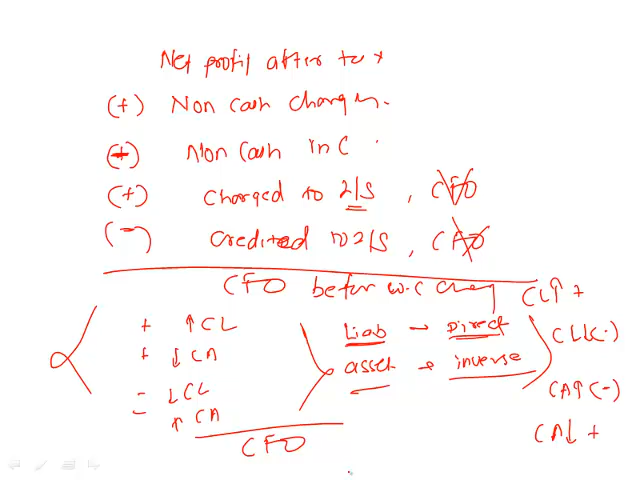 Net profit after tax
(+) Non cash charges.
(-) Non cash inc
(+) charged to I/S, CFO
(-) credited to I/S, CFO
CFO before w.c chang
CL↑ +
+ ↑CL
Liab → Direct
CL(-)
+ ↓CA
asset → inverse
- ↓CL
CA↑ (-)
- ↑CA
CA↓ +
CFO